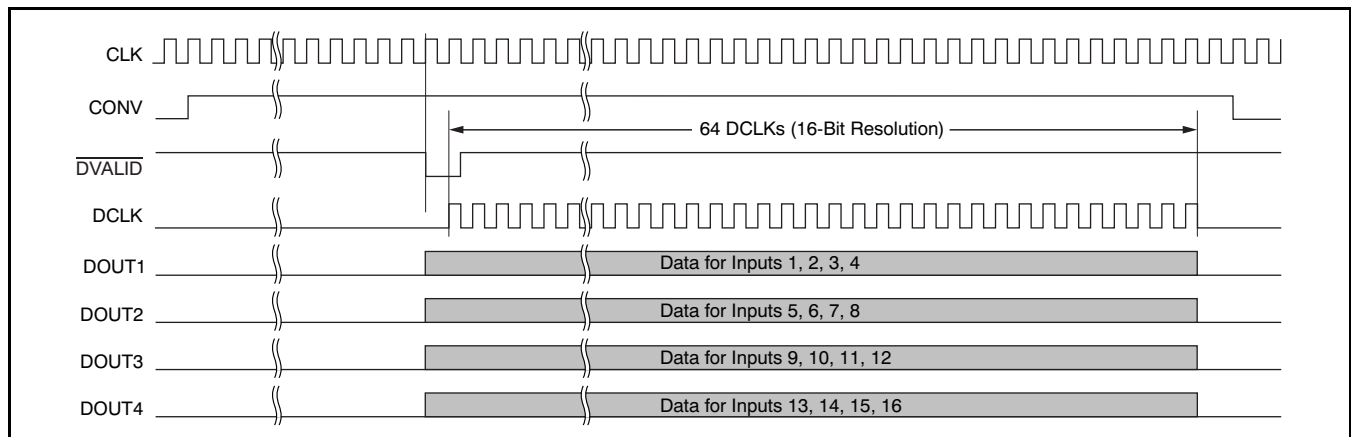 CLK
CONV
64 DCLKs (16-Bit Resolution)
DVALID
DCLK
DOUT1 Data for Inputs 1, 2, 3, 4
DOUT2 Data for Inputs 5, 6, 7, 8
DOUT3 Data for Inputs 9, 10, 11, 12
DOUT4 Data for Inputs 13, 14, 15, 16